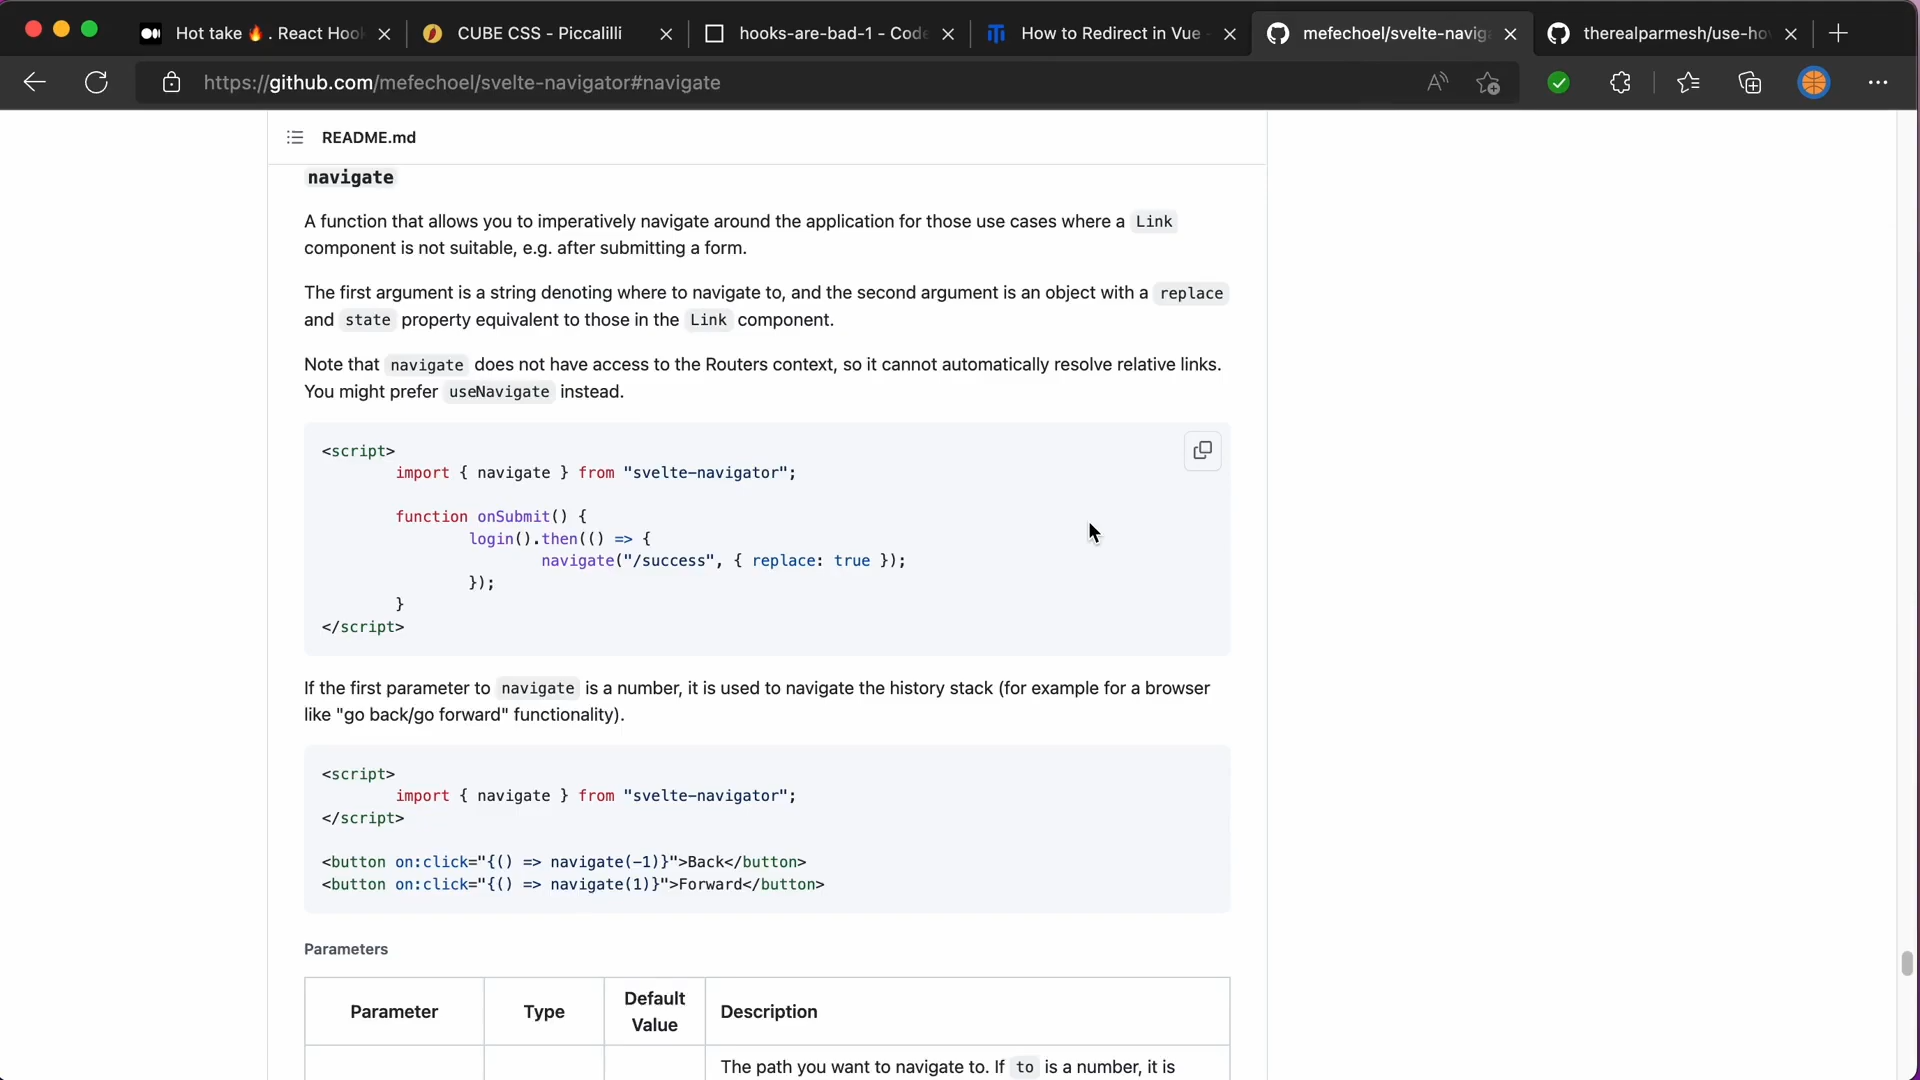 Hot take 🔥. React Hook
CUBE CSS - Piccalilli
hooks-are-bad-1 - Code
How to Redirect in Vue -
mefechoel/svelte-naviga
therealparmesh/use-hov
https://github.com/mefechoel/svelte-navigator#navigate
README.md
navigate
A function that allows you to imperatively navigate around the application for those use cases where a Link
component is not suitable, e.g. after submitting a form.
The first argument is a string denoting where to navigate to, and the second argument is an object with a replace
and state property equivalent to those in the Link component.
Note that navigate does not have access to the Routers context, so it cannot automatically resolve relative links.
You might prefer useNavigate instead.
<script>
import { navigate } from "svelte-navigator";
function onSubmit() {
login().then(() => {
navigate("/success", { replace: true });
});
}
</script>
If the first parameter to navigate is a number, it is used to navigate the history stack (for example for a browser
like "go back/go forward" functionality).
<script>
import { navigate } from "svelte-navigator";
</script>
<button on:click="{() => navigate(-1)}">Back</button>
<button on:click="{() => navigate(1)}">Forward</button>
Parameters
Parameter Type Default Value Description
The path you want to navigate to. If to is a number, it is